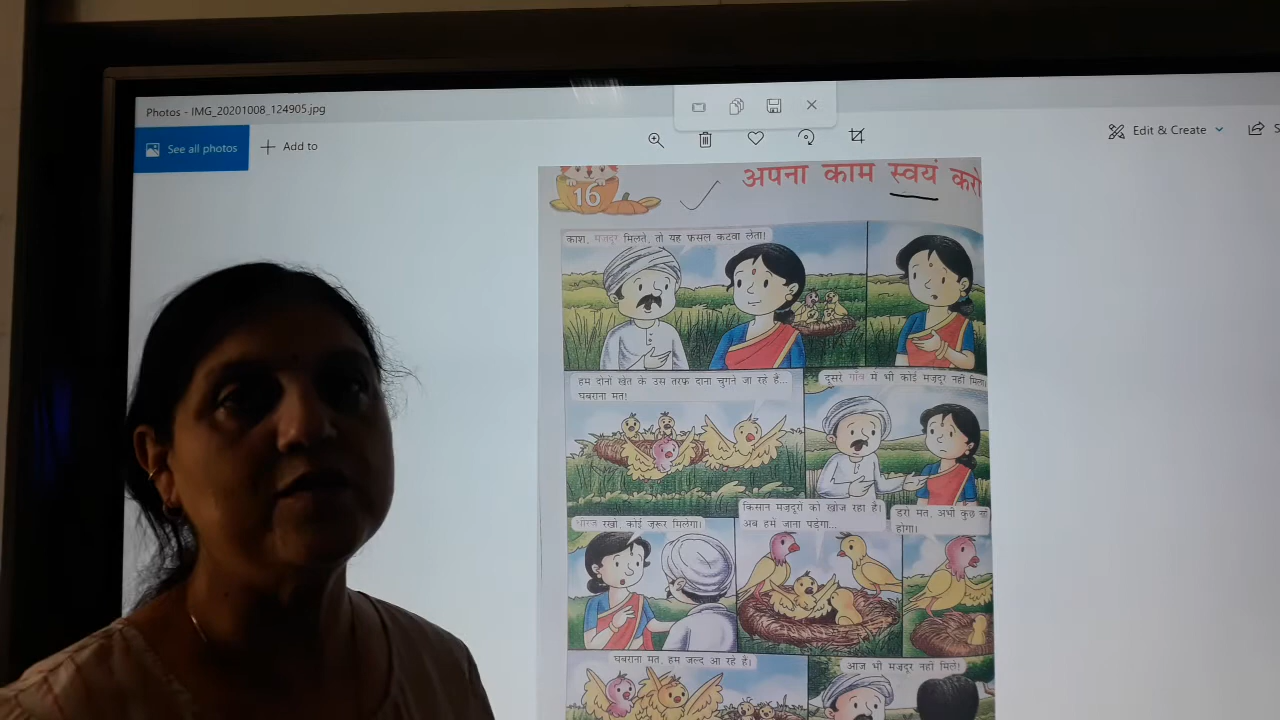 Photos - IMG_20201008_124905.jpg
See all photos
Add to
Edit & Create
S
16
अपना काम स्वयं करो
काश, मज़दूर मिलते, तो यह फ़सल कटवा लेता।
हम दोनों खेत के उस तरफ़ दाना चुगने जा रहे हैं...
घबराना मत!
दूसरे गाँव में भी कोई मज़दूर नहीं मिला।
धीरज रखो, कोई ज़रूर मिलेगा।
किसान मज़दूरों को खोज रहा है।
अब हमें जाना पड़ेगा...
डरो मत, अभी कुछ न
होगा।
घबराना मत, हम जल्द आ रहे हैं।
आज भी मज़दूर नहीं मिले!